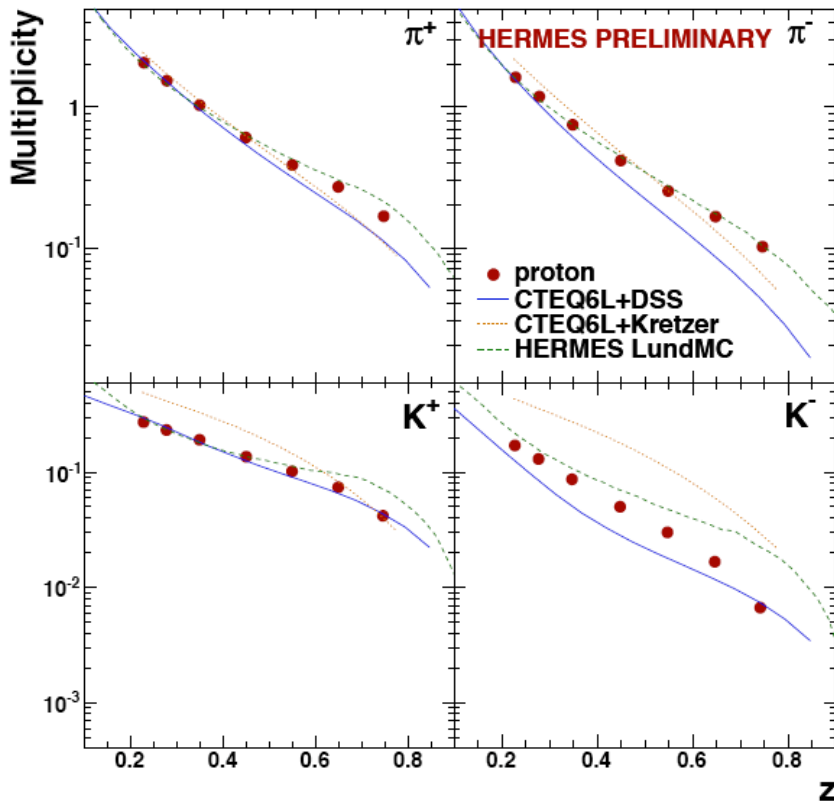 Multiplicity
π+
HERMES PRELIMINARY π-
1
10-1
proton
CTEQ6L+DSS
CTEQ6L+Kretzer
HERMES LundMC
K+
K-
10-1
10-2
10-3
0.2 0.4 0.6 0.8 0.2 0.4 0.6 0.8
z